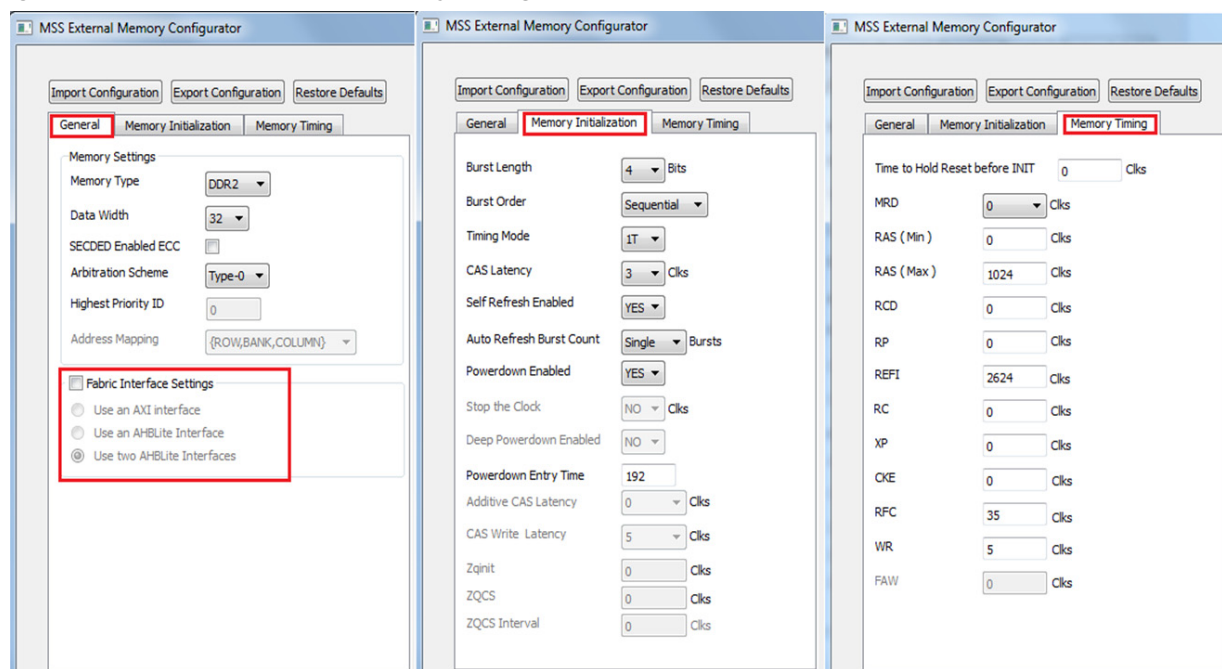 MSS External Memory Configurator
Import Configuration Export Configuration Restore Defaults
General Memory Initialization Memory Timing
Memory Settings
Memory Type DDR2
Data Width 32
SECDED Enabled ECC
Arbitration Scheme Type-0
Highest Priority ID 0
Address Mapping {ROW,BANK,COLUMN}
Fabric Interface Settings
Use an AXI interface
Use an AHBLite Interface
Use two AHBLite Interfaces
MSS External Memory Configurator
Import Configuration Export Configuration Restore Defaults
General Memory Initialization Memory Timing
Burst Length 4 Bits
Burst Order Sequential
Timing Mode 1T
CAS Latency 3 Clks
Self Refresh Enabled YES
Auto Refresh Burst Count Single Bursts
Powerdown Enabled YES
Stop the Clock NO Clks
Deep Powerdown Enabled NO
Powerdown Entry Time 192
Additive CAS Latency 0 Clks
CAS Write Latency 5 Clks
Zqinit 0 Clks
ZQCS 0 Clks
ZQCS Interval 0 Clks
MSS External Memory Configurator
Import Configuration Export Configuration Restore Defaults
General Memory Initialization Memory Timing
Time to Hold Reset before INIT 0 Clks
MRD 0 Clks
RAS ( Min ) 0 Clks
RAS ( Max ) 1024 Clks
RCD 0 Clks
RP 0 Clks
REFI 2624 Clks
RC 0 Clks
XP 0 Clks
CKE 0 Clks
RFC 35 Clks
WR 5 Clks
FAW 0 Clks